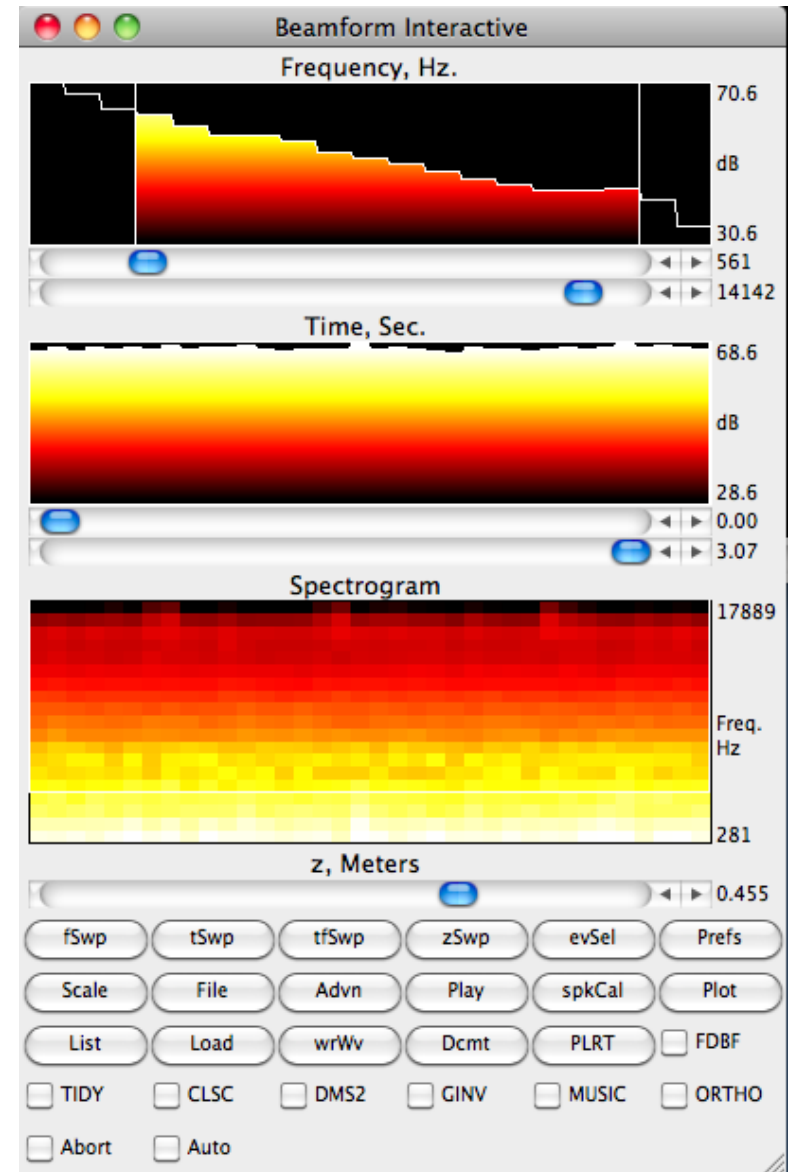 Beamform Interactive
Frequency, Hz.
70.6
dB
30.6
561
14142
Time, Sec.
68.6
dB
28.6
0.00
3.07
Spectrogram
17889
Freq.
Hz
281
z, Meters
0.455
fSwp tSwp tfSwp zSwp evSel Prefs
Scale File Advn Play spkCal Plot
List Load wrWv Dcmt PLRT FDBF
TIDY CLSC DMS2 GINV MUSIC ORTHO
Abort Auto